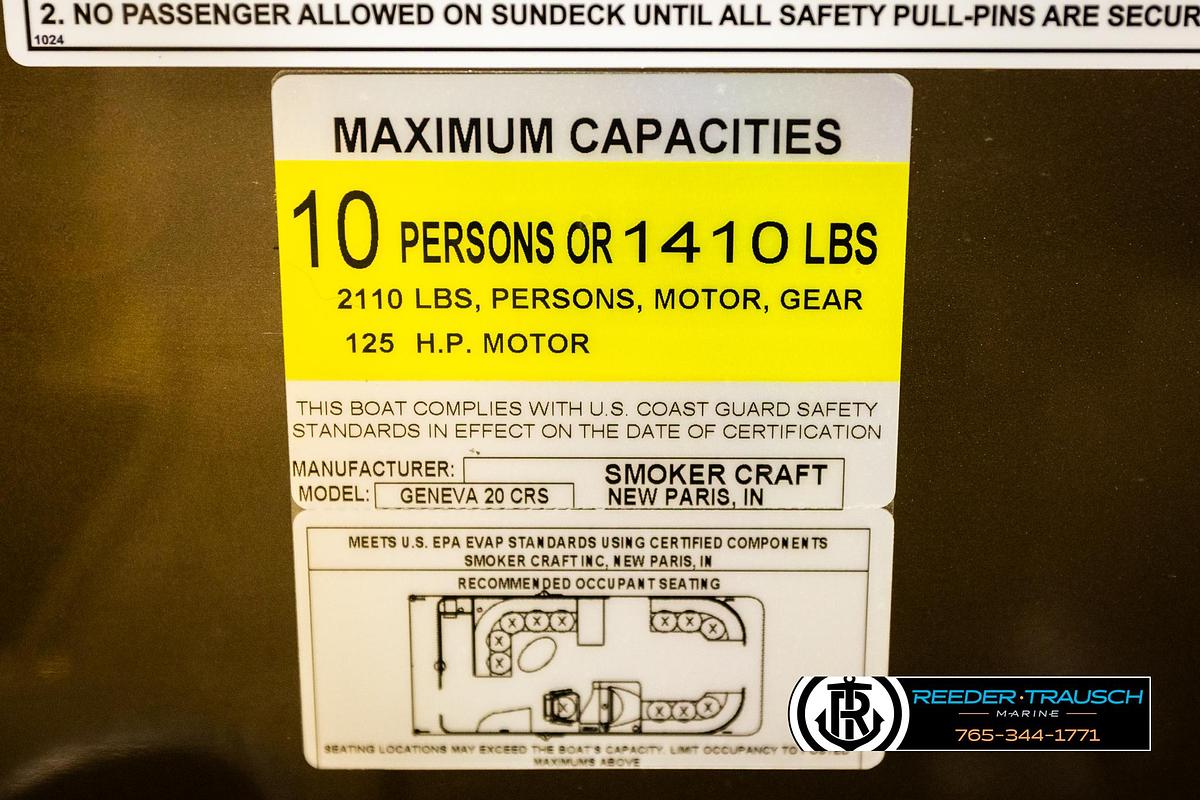 2. NO PASSENGER ALLOWED ON SUNDECK UNTIL ALL SAFETY PULL-PINS ARE SECUR
1024
MAXIMUM CAPACITIES
10 PERSONS OR 1410 LBS
2110 LBS, PERSONS, MOTOR, GEAR
125 H.P. MOTOR
THIS BOAT COMPLIES WITH U.S. COAST GUARD SAFETY
STANDARDS IN EFFECT ON THE DATE OF CERTIFICATION
MANUFACTURER: SMOKER CRAFT
MODEL: GENEVA 20 CRS NEW PARIS, IN
MEETS U.S. EPA EVAP STANDARDS USING CERTIFIED COMPONENTS
SMOKER CRAFT INC, NEW PARIS, IN
RECOMMENDED OCCUPANT SEATING
X X X X X X X
X
X
X X X X
SEATING LOCATIONS MAY EXCEED THE BOAT'S CAPACITY. LIMIT OCCUPANCY TO POSTED
MAXIMUMS ABOVE
TR
REEDER·TRAUSCH
MARINE
765-344-1771